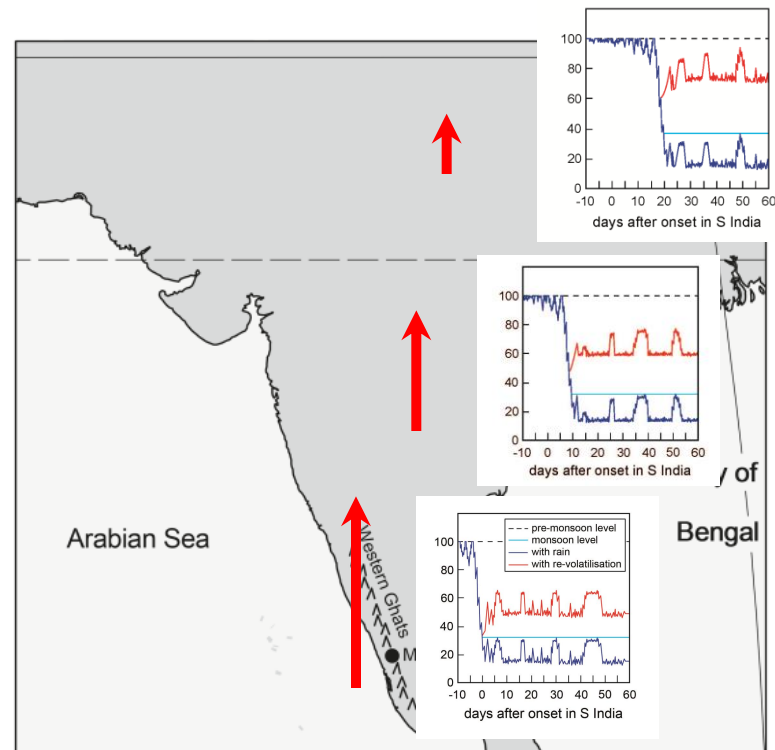 100
80
60
40
20
0
-10 0 10 20 30 40 50 60
days after onset in S India
100
80
60
40
20
0
-10 0 10 20 30 40 50 60
days after onset in S India
y of
Bengal
Arabian Sea
Western Ghats
M
100
80
60
40
20
0
pre-monsoon level
monsoon level
with rain
with re-volatilisation
-10 0 10 20 30 40 50 60
days after onset in S India